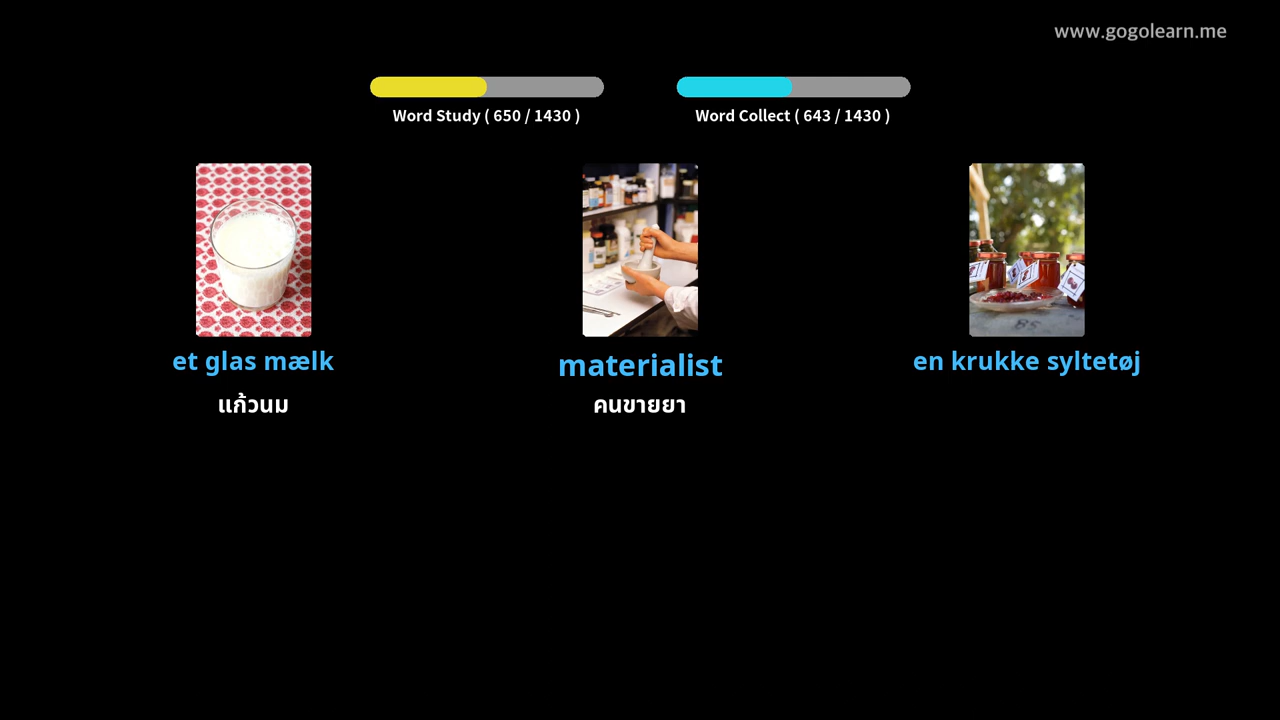 www.gogolearn.me
Word Study ( 650 / 1430 )
Word Collect ( 643 / 1430 )
et glas mælk
materialist
en krukke syltetøj
แก้วนม
คนขายยา